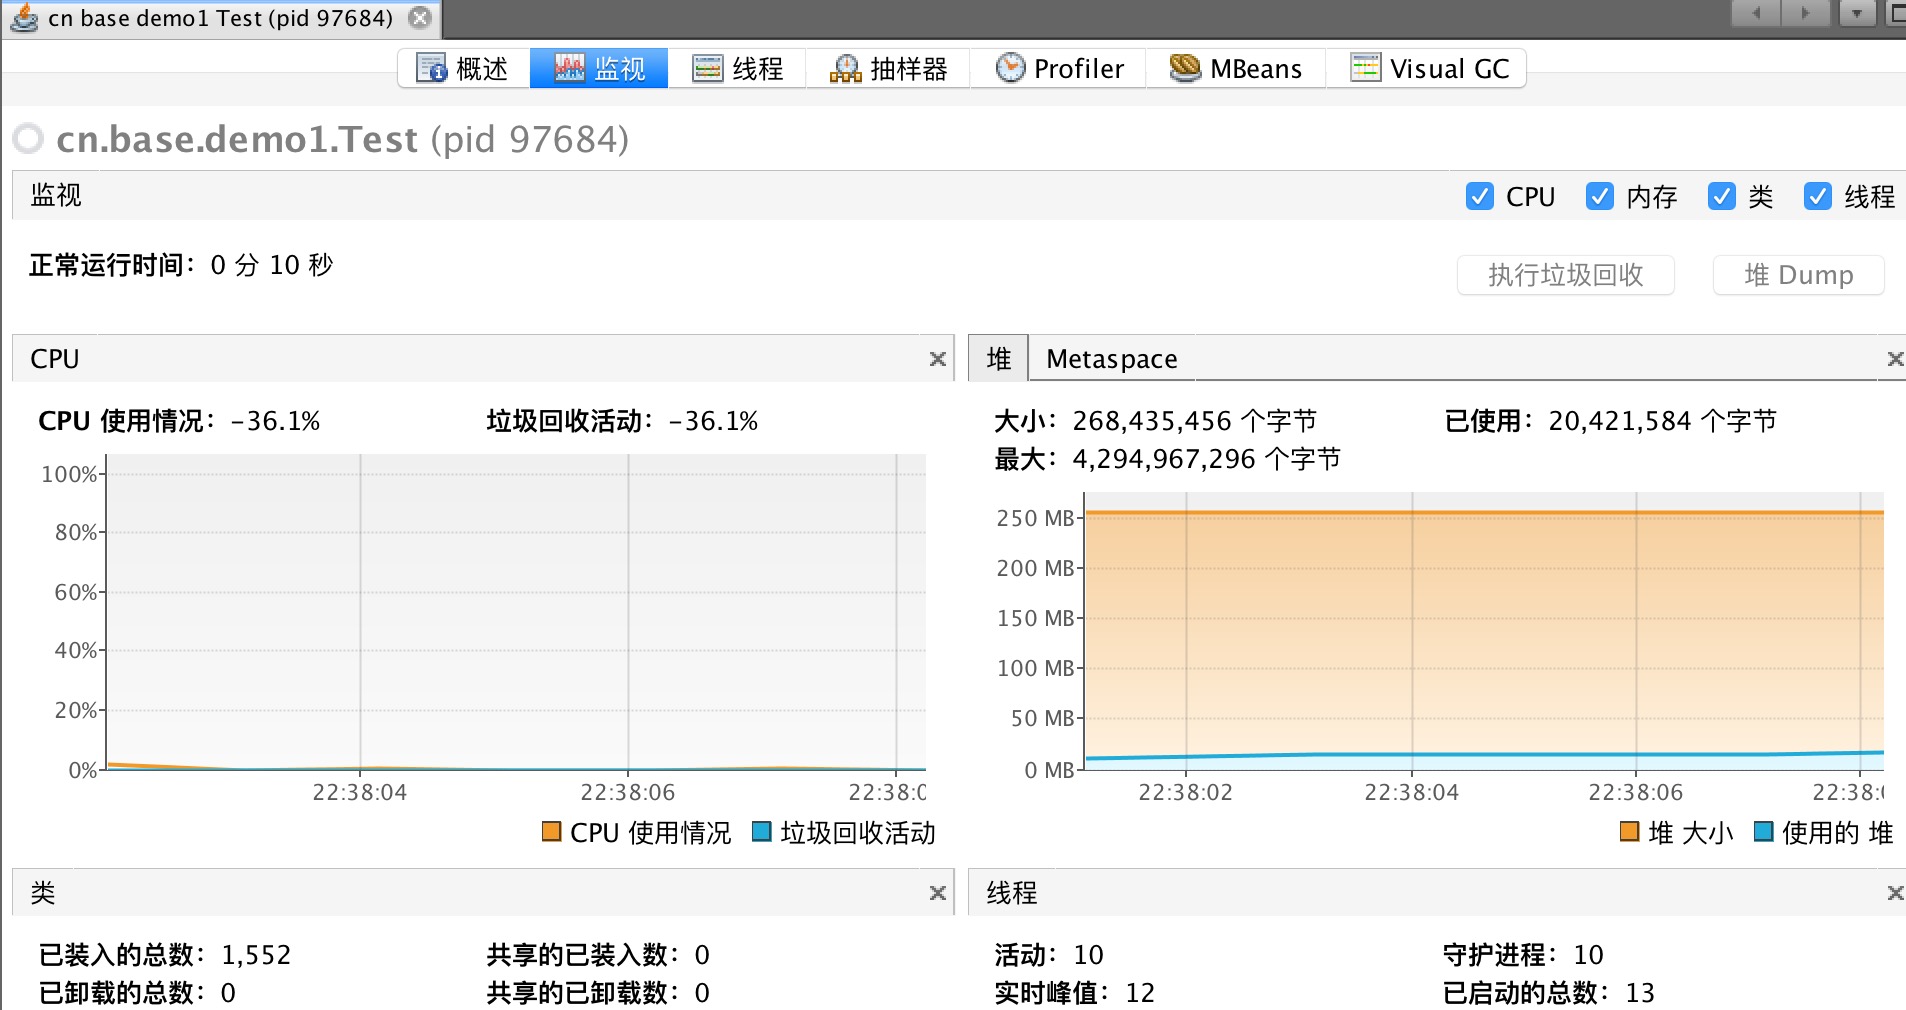 cn base demo1 Test (pid 97684)
概述 监视 线程 抽样器 Profiler MBeans Visual GC
cn.base.demo1.Test (pid 97684)
监视 CPU 内存 类 线程
正常运行时间：0 分 10 秒
执行垃圾回收 堆 Dump
CPU
CPU 使用情况：-36.1% 垃圾回收活动：-36.1%
100%
80%
60%
40%
20%
0%
22:38:04 22:38:06 22:38:0
CPU 使用情况 垃圾回收活动
堆 Metaspace
大小：268,435,456 个字节 已使用：20,421,584 个字节
最大：4,294,967,296 个字节
250 MB
200 MB
150 MB
100 MB
50 MB
0 MB
22:38:02 22:38:04 22:38:06 22:38:0
堆 大小 使用的 堆
类
已装入的总数：1,552 共享的已装入数：0
已卸载的总数：0 共享的已卸载数：0
线程
活动：10 守护进程：10
实时峰值：12 已启动的总数：13